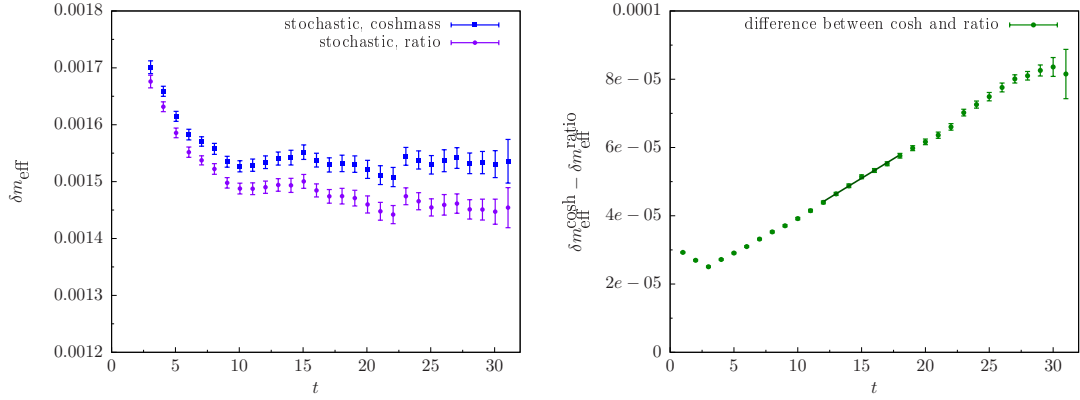 0.0018
0.0017
0.0016
0.0015
0.0014
0.0013
0.0012
δm_eff
0 5 10 15 20 25 30
t
stochastic, coshmass
stochastic, ratio
0.0001
8e − 05
6e − 05
4e − 05
2e − 05
0
δm_eff^cosh − δm_eff^ratio
0 5 10 15 20 25 30
t
difference between cosh and ratio